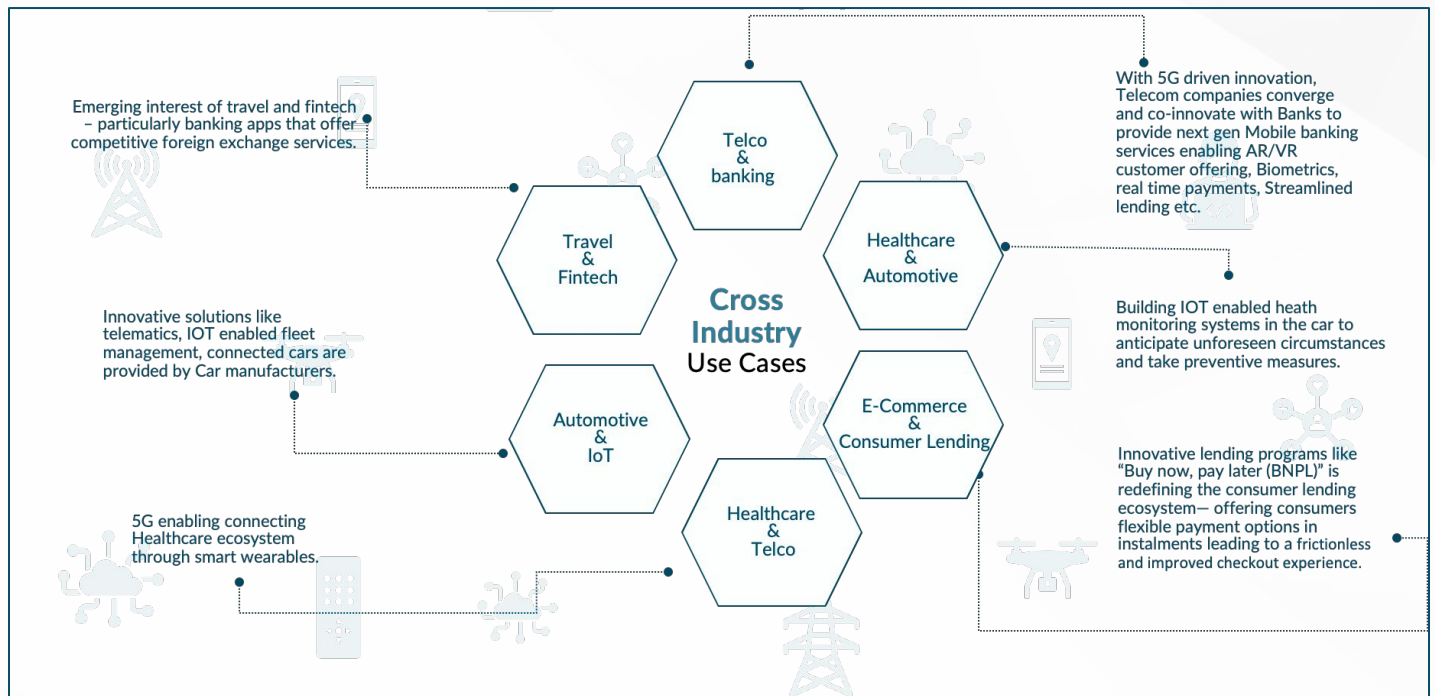 Emerging interest of travel and fintech
– particularly banking apps that offer
competitive foreign exchange services.
Innovative solutions like
telematics, IOT enabled fleet
management, connected cars are
provided by Car manufacturers.
5G enabling connecting
Healthcare ecosystem
through smart wearables.
Telco
&
banking
Travel
&
Fintech
Healthcare
&
Automotive
Cross
Industry
Use Cases
Automotive
&
IoT
E-Commerce
&
Consumer Lending
Healthcare
&
Telco
With 5G driven innovation,
Telecom companies converge
and co-innovate with Banks to
provide next gen Mobile banking
services enabling AR/VR
customer offering, Biometrics,
real time payments, Streamlined
lending etc.
Building IOT enabled heath
monitoring systems in the car to
anticipate unforeseen circumstances
and take preventive measures.
Innovative lending programs like
“Buy now, pay later (BNPL)” is
redefining the consumer lending
ecosystem— offering consumers
flexible payment options in
instalments leading to a frictionless
and improved checkout experience.